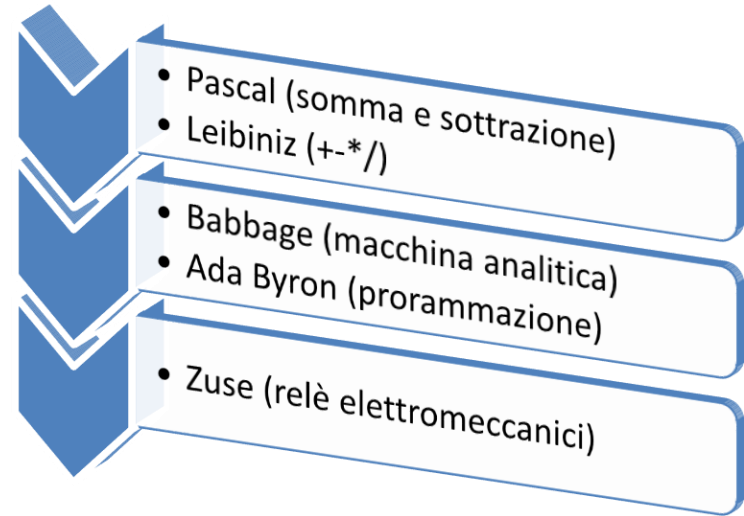 • Pascal (somma e sottrazione)
• Leibiniz (+-*/)
• Babbage (macchina analitica)
• Ada Byron (prorammazione)
• Zuse (relè elettromeccanici)